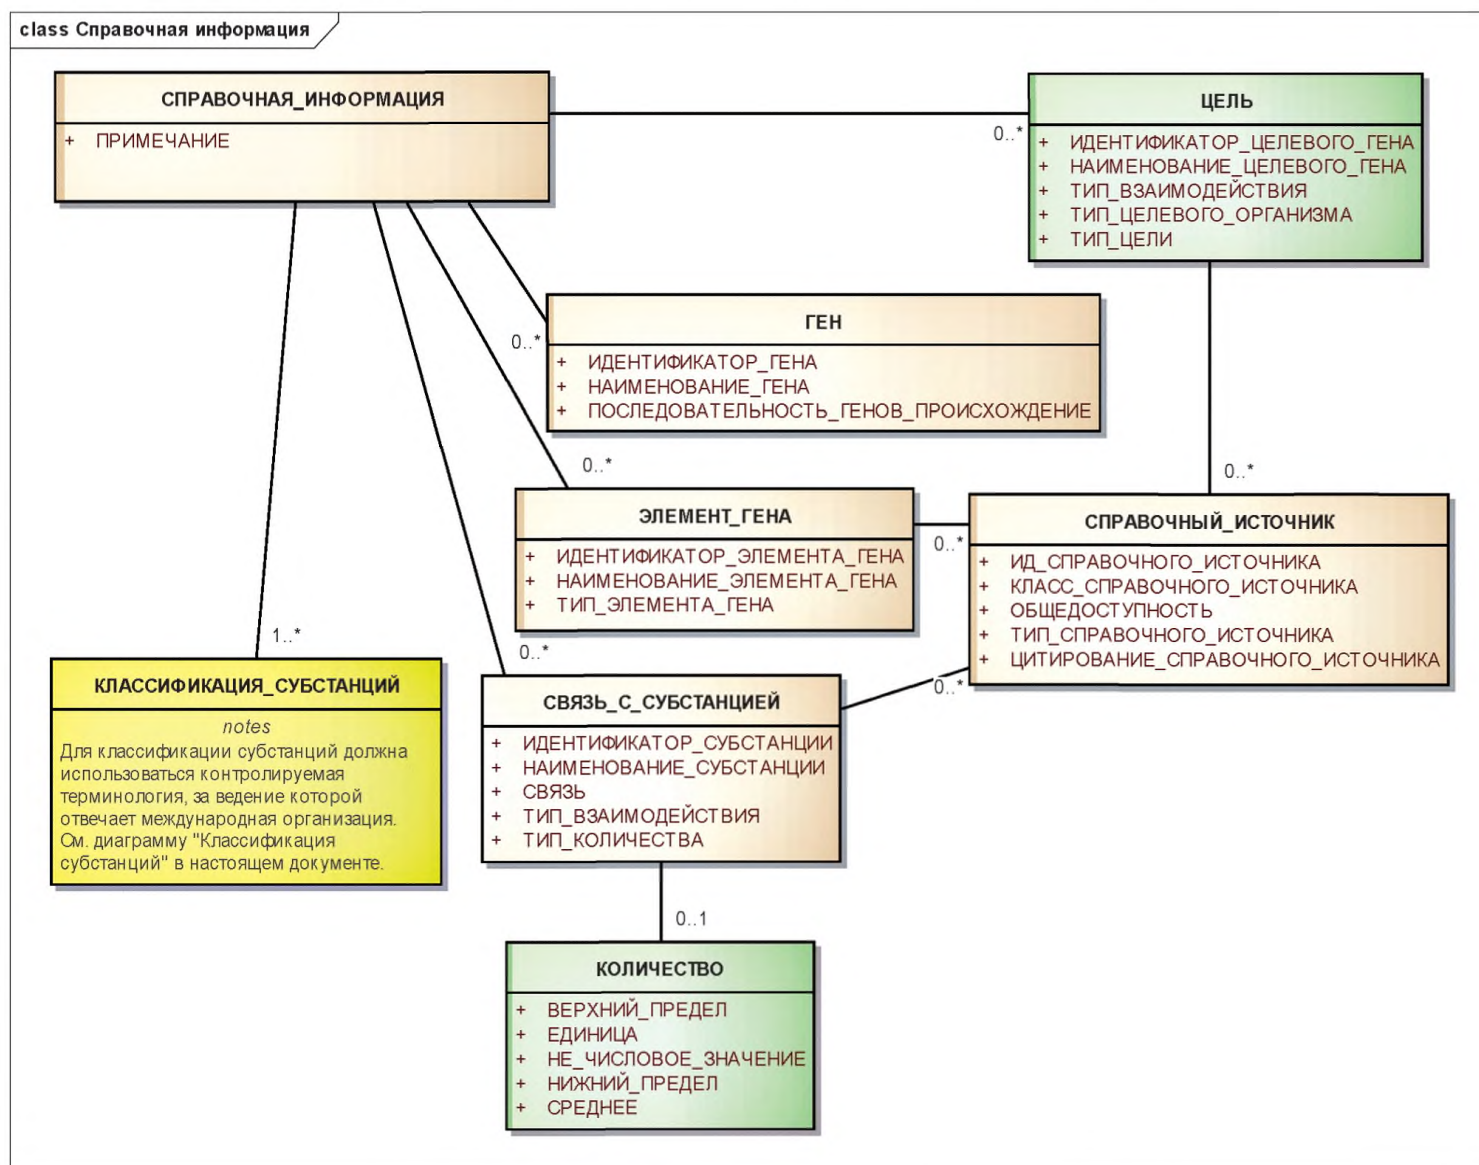 class Справочная информация
СПРАВОЧНАЯ_ИНФОРМАЦИЯ
+ ПРИМЕЧАНИЕ
ЦЕЛЬ
+ ИДЕНТИФИКАТОР_ЦЕЛЕВОГО_ГЕНА
+ НАИМЕНОВАНИЕ_ЦЕЛЕВОГО_ГЕНА
+ ТИП_ВЗАИМОДЕЙСТВИЯ
+ ТИП_ЦЕЛЕВОГО_ОРГАНИЗМА
+ ТИП_ЦЕЛИ
0..*
ГЕН
+ ИДЕНТИФИКАТОР_ГЕНА
+ НАИМЕНОВАНИЕ_ГЕНА
+ ПОСЛЕДОВАТЕЛЬНОСТЬ_ГЕНОВ_ПРОИСХОЖДЕНИЕ
0..*
0..*
0..*
ЭЛЕМЕНТ_ГЕНА
+ ИДЕНТИФИКАТОР_ЭЛЕМЕНТА_ГЕНА
+ НАИМЕНОВАНИЕ_ЭЛЕМЕНТА_ГЕНА
+ ТИП_ЭЛЕМЕНТА_ГЕНА
0..*
СПРАВОЧНЫЙ_ИСТОЧНИК
+ ИД_СПРАВОЧНОГО_ИСТОЧНИКА
+ КЛАСС_СПРАВОЧНОГО_ИСТОЧНИКА
+ ОБЩЕДОСТУПНОСТЬ
+ ТИП_СПРАВОЧНОГО_ИСТОЧНИКА
+ ЦИТИРОВАНИЕ_СПРАВОЧНОГО_ИСТОЧНИКА
1..*
0..*
0..*
КЛАССИФИКАЦИЯ_СУБСТАНЦИЙ
notes
Для классификации субстанций должна
использоваться контролируемая
терминология, за ведение которой
отвечает международная организация.
См. диаграмму "Классификация
субстанций" в настоящем документе.
СВЯЗЬ_С_СУБСТАНЦИЕЙ
+ ИДЕНТИФИКАТОР_СУБСТАНЦИИ
+ НАИМЕНОВАНИЕ_СУБСТАНЦИИ
+ СВЯЗЬ
+ ТИП_ВЗАИМОДЕЙСТВИЯ
+ ТИП_КОЛИЧЕСТВА
0..1
КОЛИЧЕСТВО
+ ВЕРХНИЙ_ПРЕДЕЛ
+ ЕДИНИЦА
+ НЕ_ЧИСЛОВОЕ_ЗНАЧЕНИЕ
+ НИЖНИЙ_ПРЕДЕЛ
+ СРЕДНЕЕ